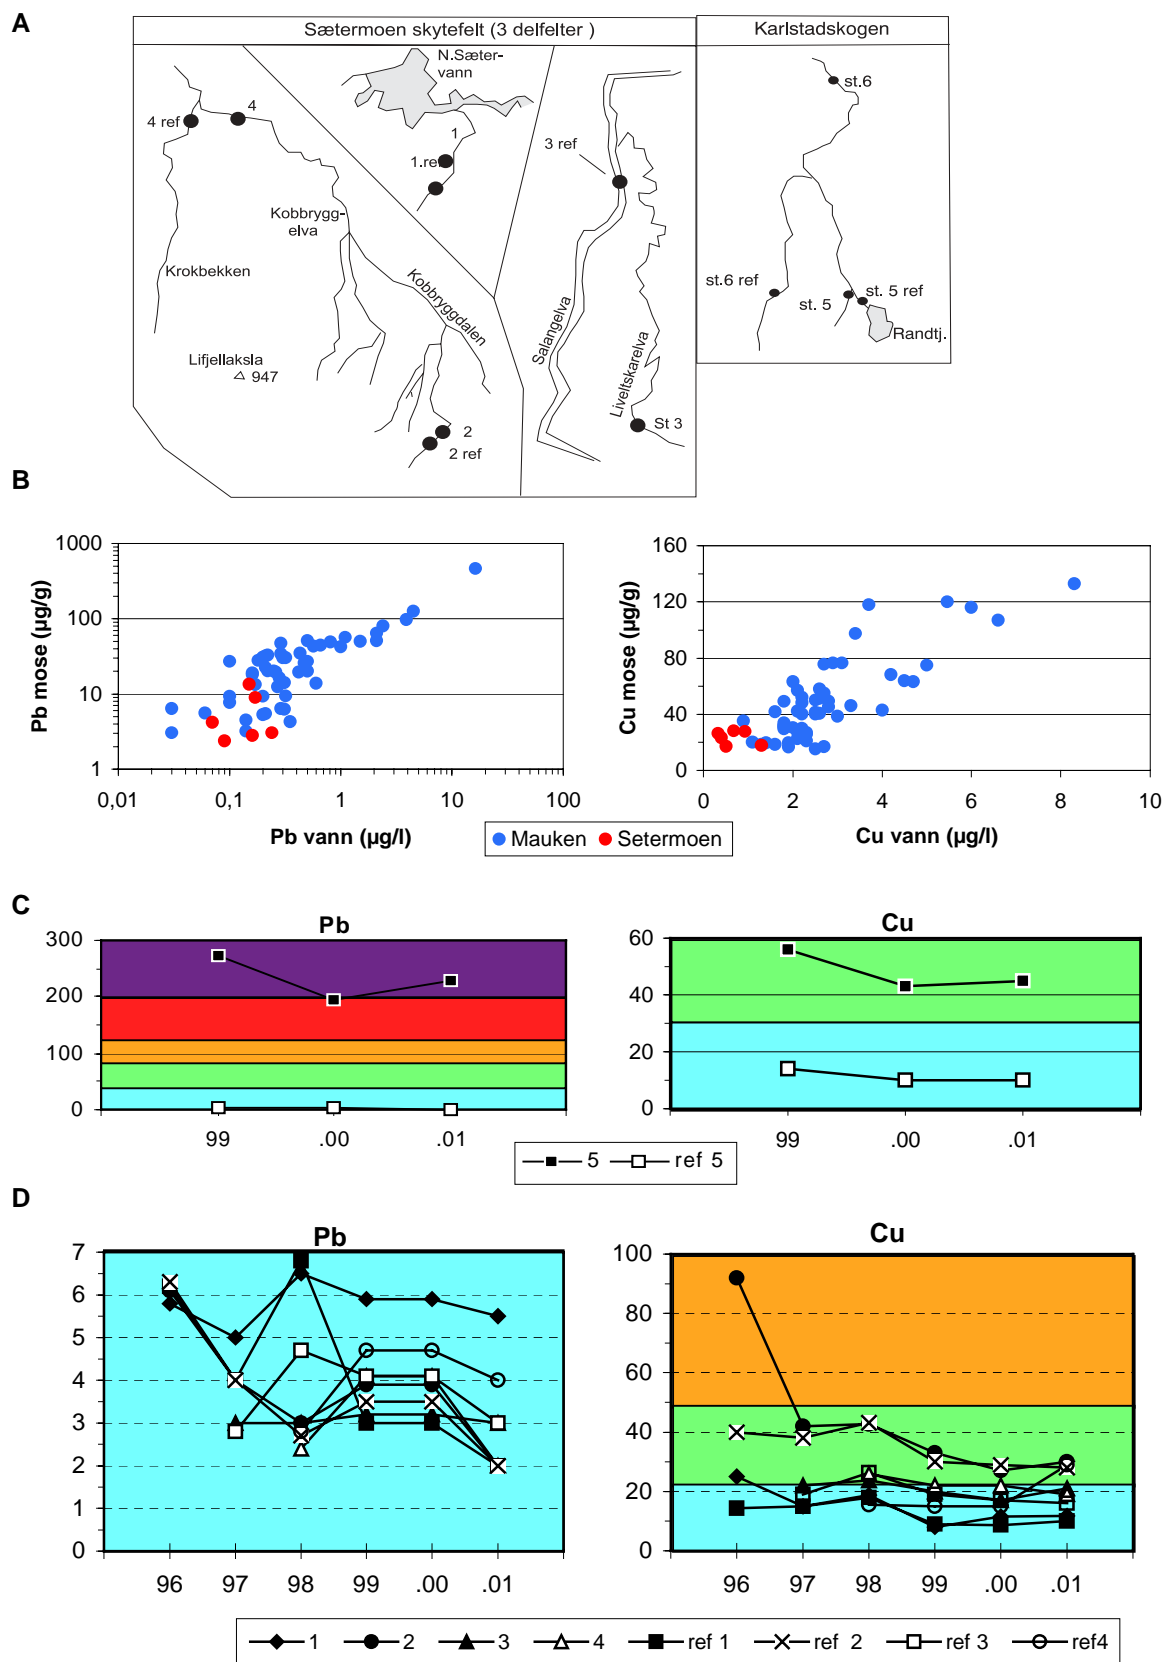 A
Sætermoen skytefelt (3 delfelter )
Karlstadskogen
N.Sæter-
vann
st.6
4
4 ref
1
1.ref
3 ref
Kobbrygg-
elva
Krokbekken
Kobbryggdalen
Salangelva
Liveltskarelva
st.6 ref
st. 5
st. 5 ref
Randtj.
Lifjellaksla
947
2
2 ref
St 3
B
1000
100
10
1
Pb mose (µg/g)
0,01
0,1
1
10
100
Pb vann (µg/l)
160
120
80
40
0
Cu mose (µg/g)
0
2
4
6
8
10
Cu vann (µg/l)
Mauken
Setermoen
C
Pb
300
200
100
0
99
.00
.01
Cu
60
40
20
0
99
.00
.01
5
ref 5
D
Pb
7
6
5
4
3
2
1
0
96
97
98
99
.00
.01
Cu
100
80
60
40
20
0
96
97
98
99
.00
.01
1
2
3
4
ref 1
ref 2
ref 3
ref4